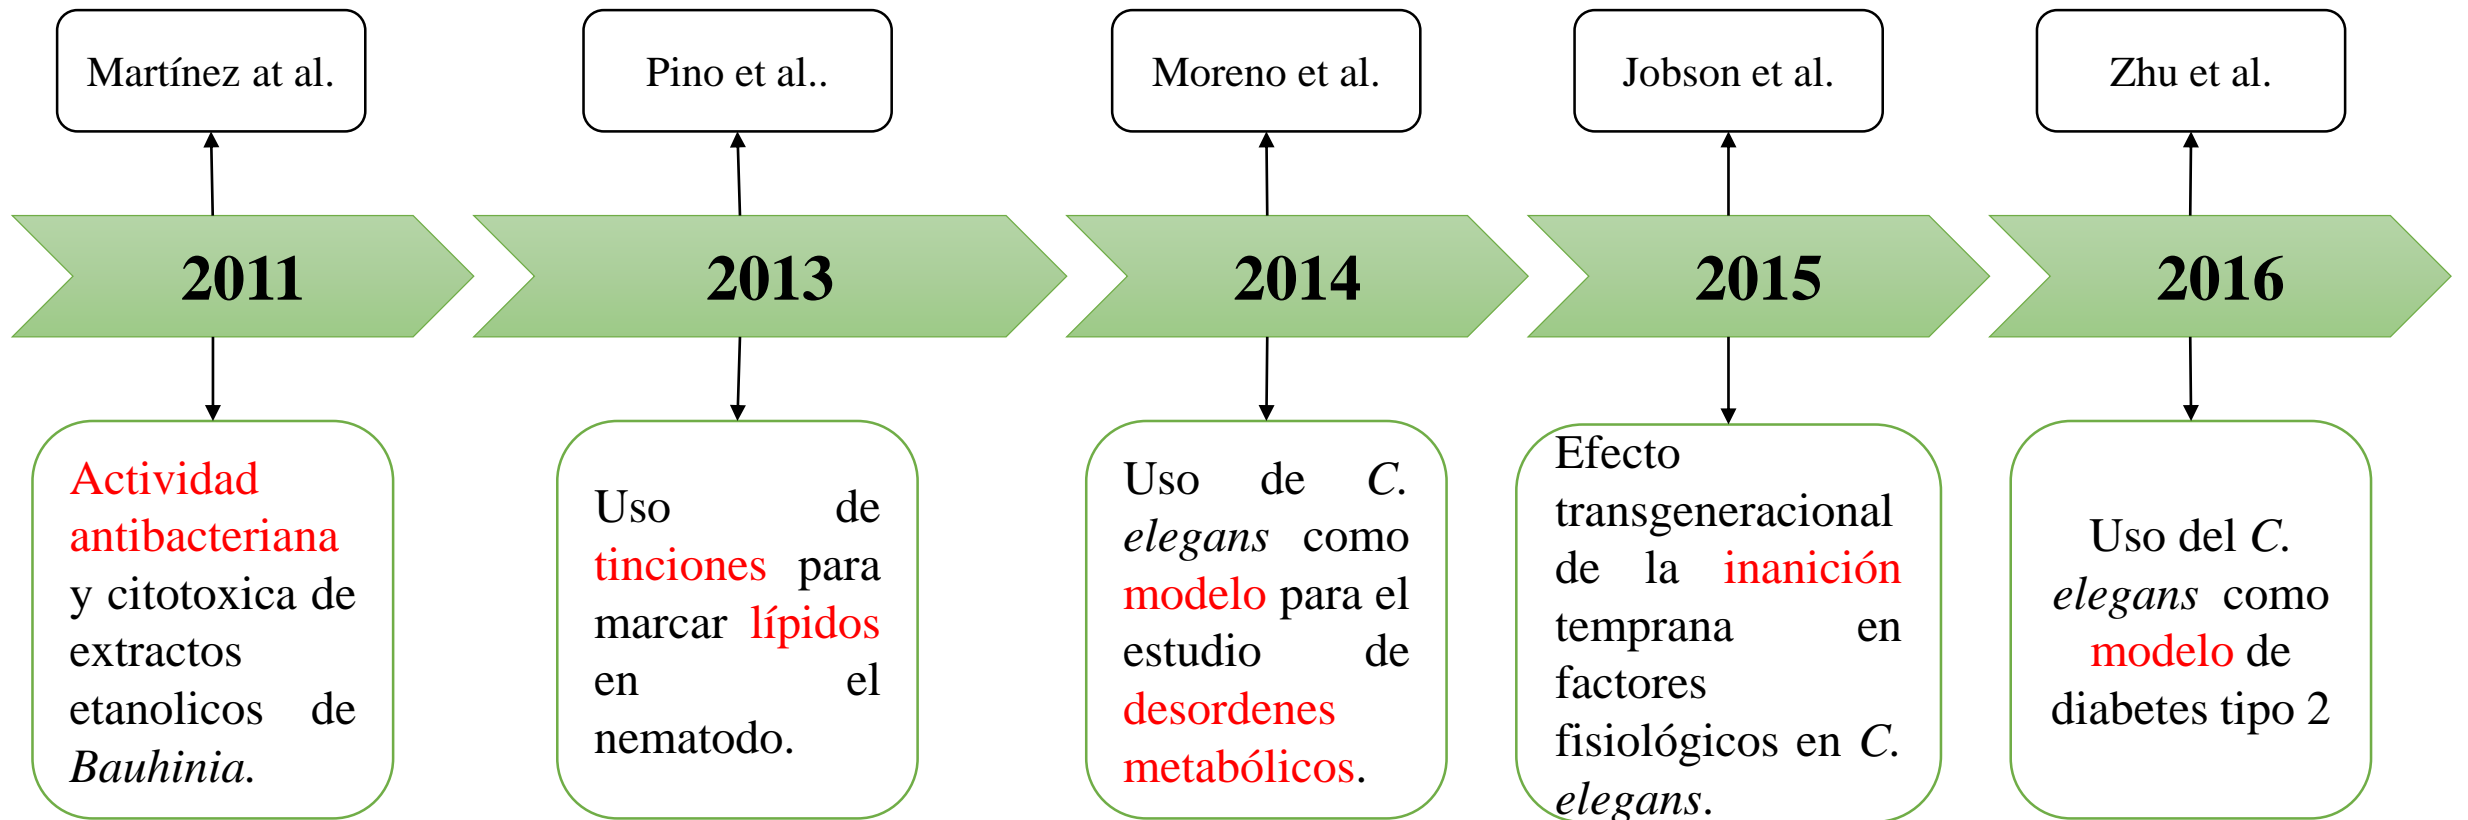 Martínez at al.
Pino et al..
Moreno et al.
Jobson et al.
Zhu et al.
2011
2013
2014
2015
2016
Actividad
antibacteriana
y citotoxica de
extractos
etanolicos de
Bauhinia.
Uso de
tinciones para
marcar lípidos
en el
nematodo.
Uso de C.
elegans como
modelo para el
estudio de
desordenes
metabólicos.
Efecto
transgeneracional
de la inanición
temprana en
factores
fisiológicos en C.
elegans.
Uso del C.
elegans como
modelo de
diabetes tipo 2